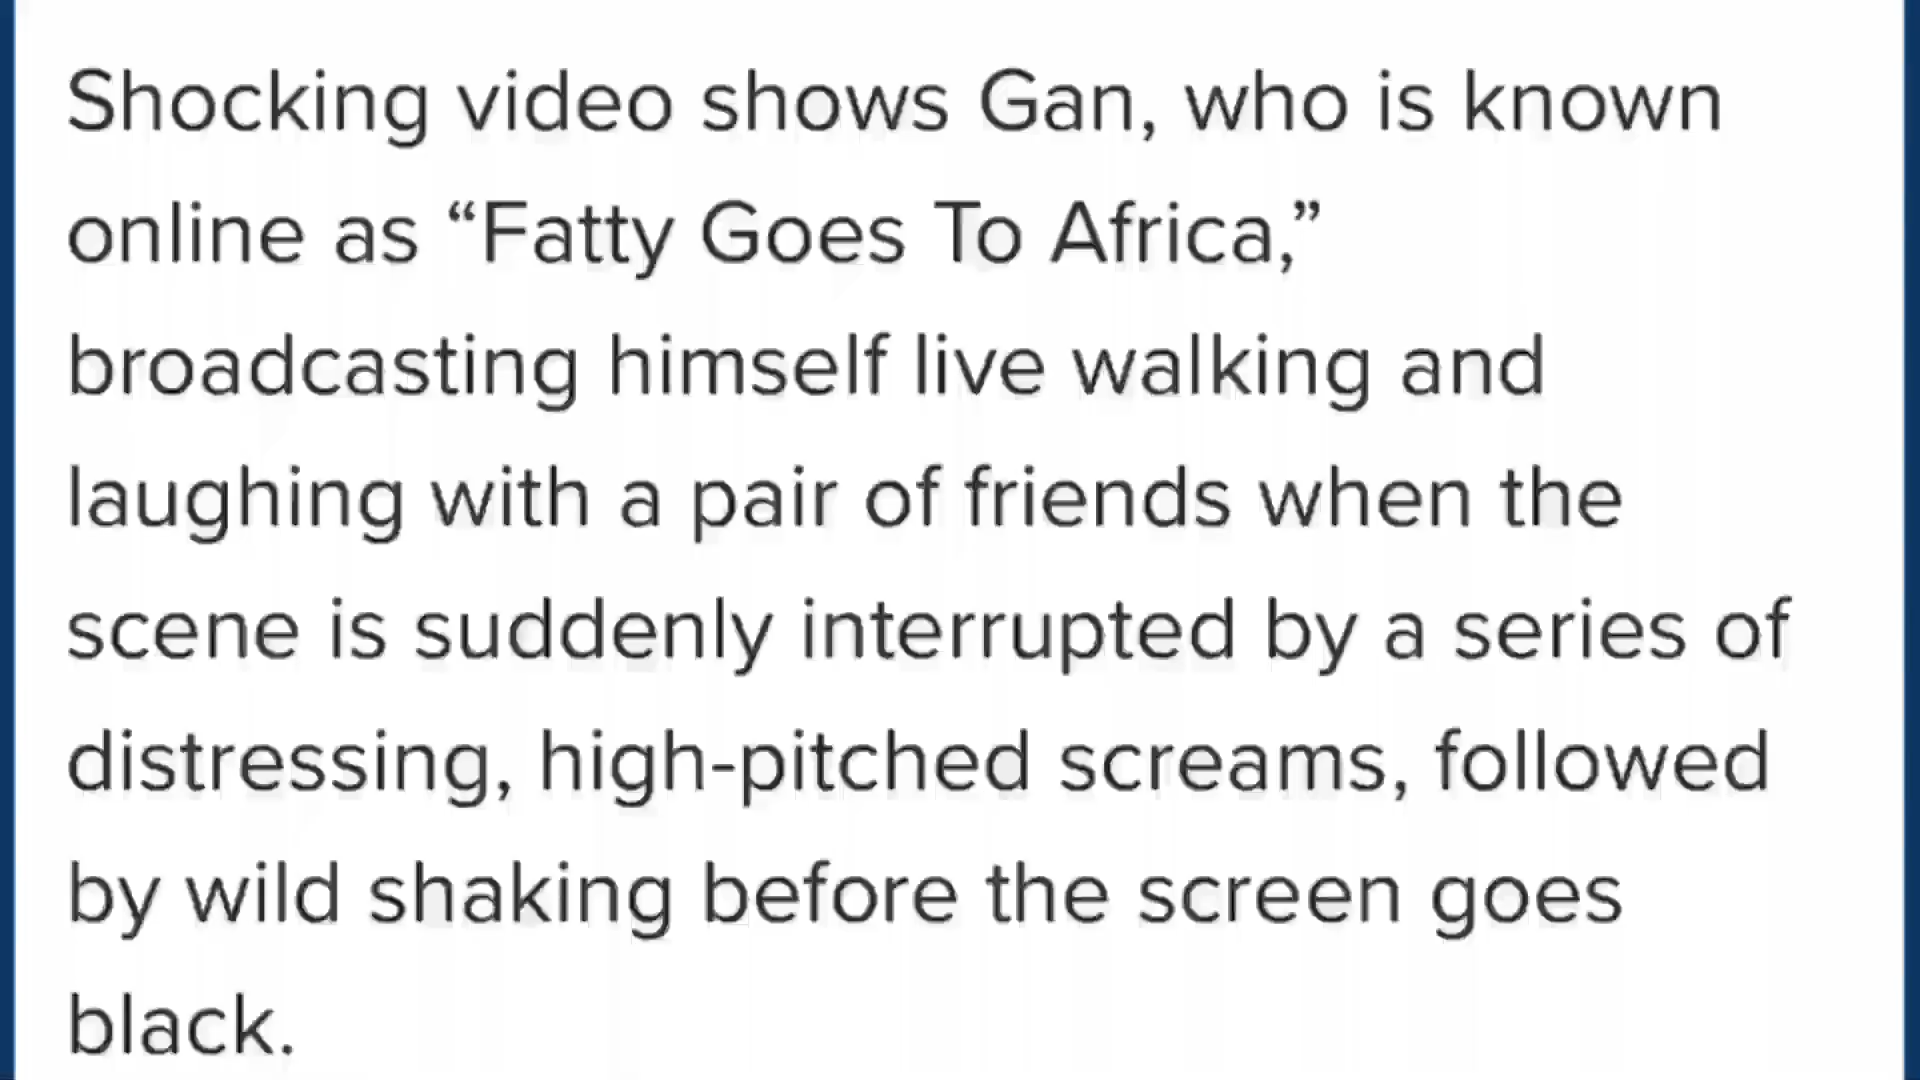 Shocking video shows Gan, who is known
online as “Fatty Goes To Africa,”
broadcasting himself live walking and
laughing with a pair of friends when the
scene is suddenly interrupted by a series of
distressing, high-pitched screams, followed
by wild shaking before the screen goes
black.